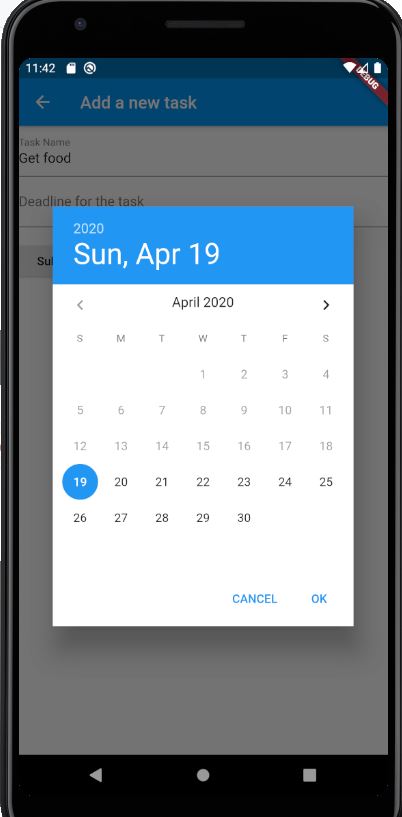 11:42
DEBUG
Add a new task
Task Name
Get food
Deadline for the task
2020
Sun, Apr 19
April 2020
S M T W T F S
1 2 3 4
5 6 7 8 9 10 11
12 13 14 15 16 17 18
19 20 21 22 23 24 25
26 27 28 29 30
CANCEL OK